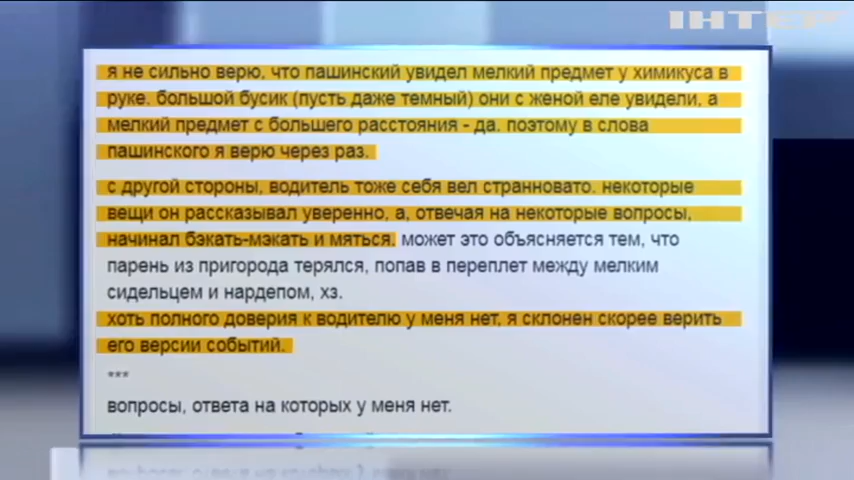 ІНТЕР
я не сильно верю, что пашинский увидел мелкий предмет у химикуса в
руке. большой бусик (пусть даже темный) они с женой еле увидели, а
мелкий предмет с большего расстояния - да. поэтому в слова
пашинского я верю через раз.
с другой стороны, водитель тоже себя вел странновато. некоторые
вещи он рассказывал уверенно, а, отвечая на некоторые вопросы,
начинал бэкать-мэкать и мяться. может это объясняется тем, что
парень из пригорода терялся, попав в переплет между мелким
сидельцем и нардепом, хз.
хоть полного доверия к водителю у меня нет, я склонен скорее верить
его версии событий.
***
вопросы, ответа на которых у меня нет.